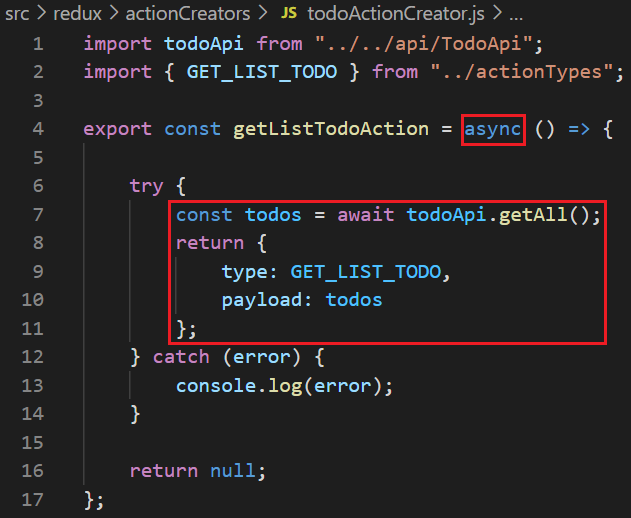 src > redux > actionCreators > JS todoActionCreator.js > ...
1 import todoApi from "../../api/TodoApi";
2 import { GET_LIST_TODO } from "../actionTypes";
3
4 export const getListTodoAction = async () => {
5
6 try {
7 const todos = await todoApi.getAll();
8 return {
9 type: GET_LIST_TODO,
10 payload: todos
11 };
12 } catch (error) {
13 console.log(error);
14 }
15
16 return null;
17 };